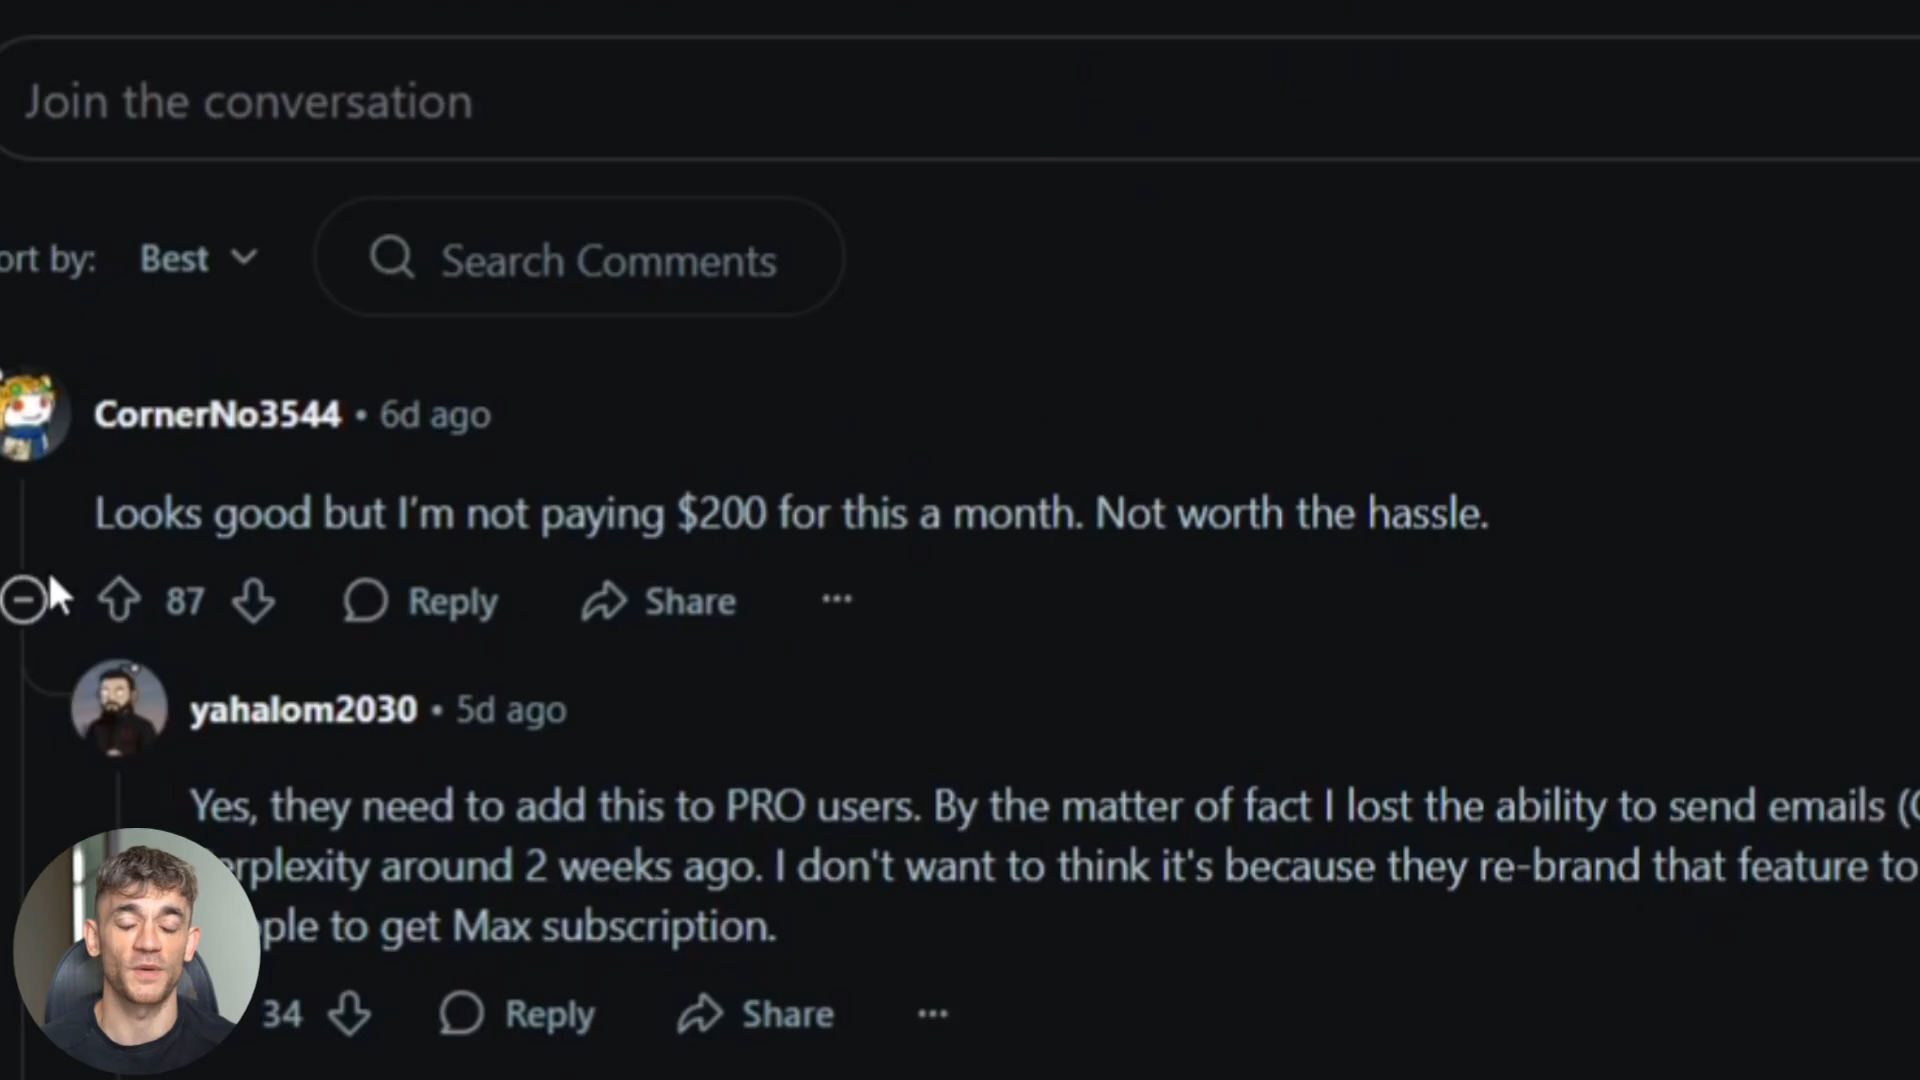 Join the conversation
ort by: Best Search Comments
CornerNo3544 • 6d ago
Looks good but I'm not paying $200 for this a month. Not worth the hassle.
87 Reply Share ...
yahalom2030 • 5d ago
Yes, they need to add this to PRO users. By the matter of fact I lost the ability to send emails (
erplexity around 2 weeks ago. I don't want to think it's because they re-brand that feature to
ple to get Max subscription.
34 Reply Share ...